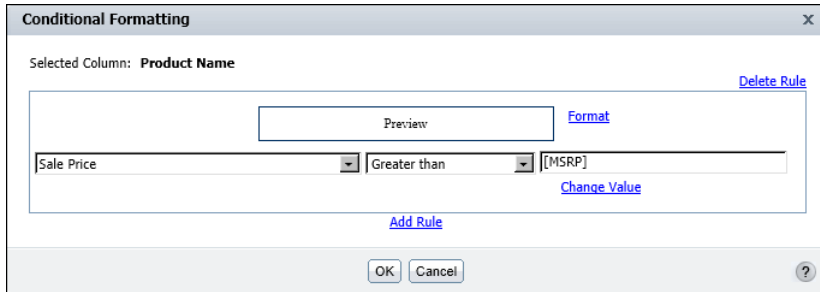 Conditional Formatting x
Selected Column: Product Name
Delete Rule
Preview Format
Sale Price Greater than [MSRP]
Change Value
Add Rule
OK Cancel ?